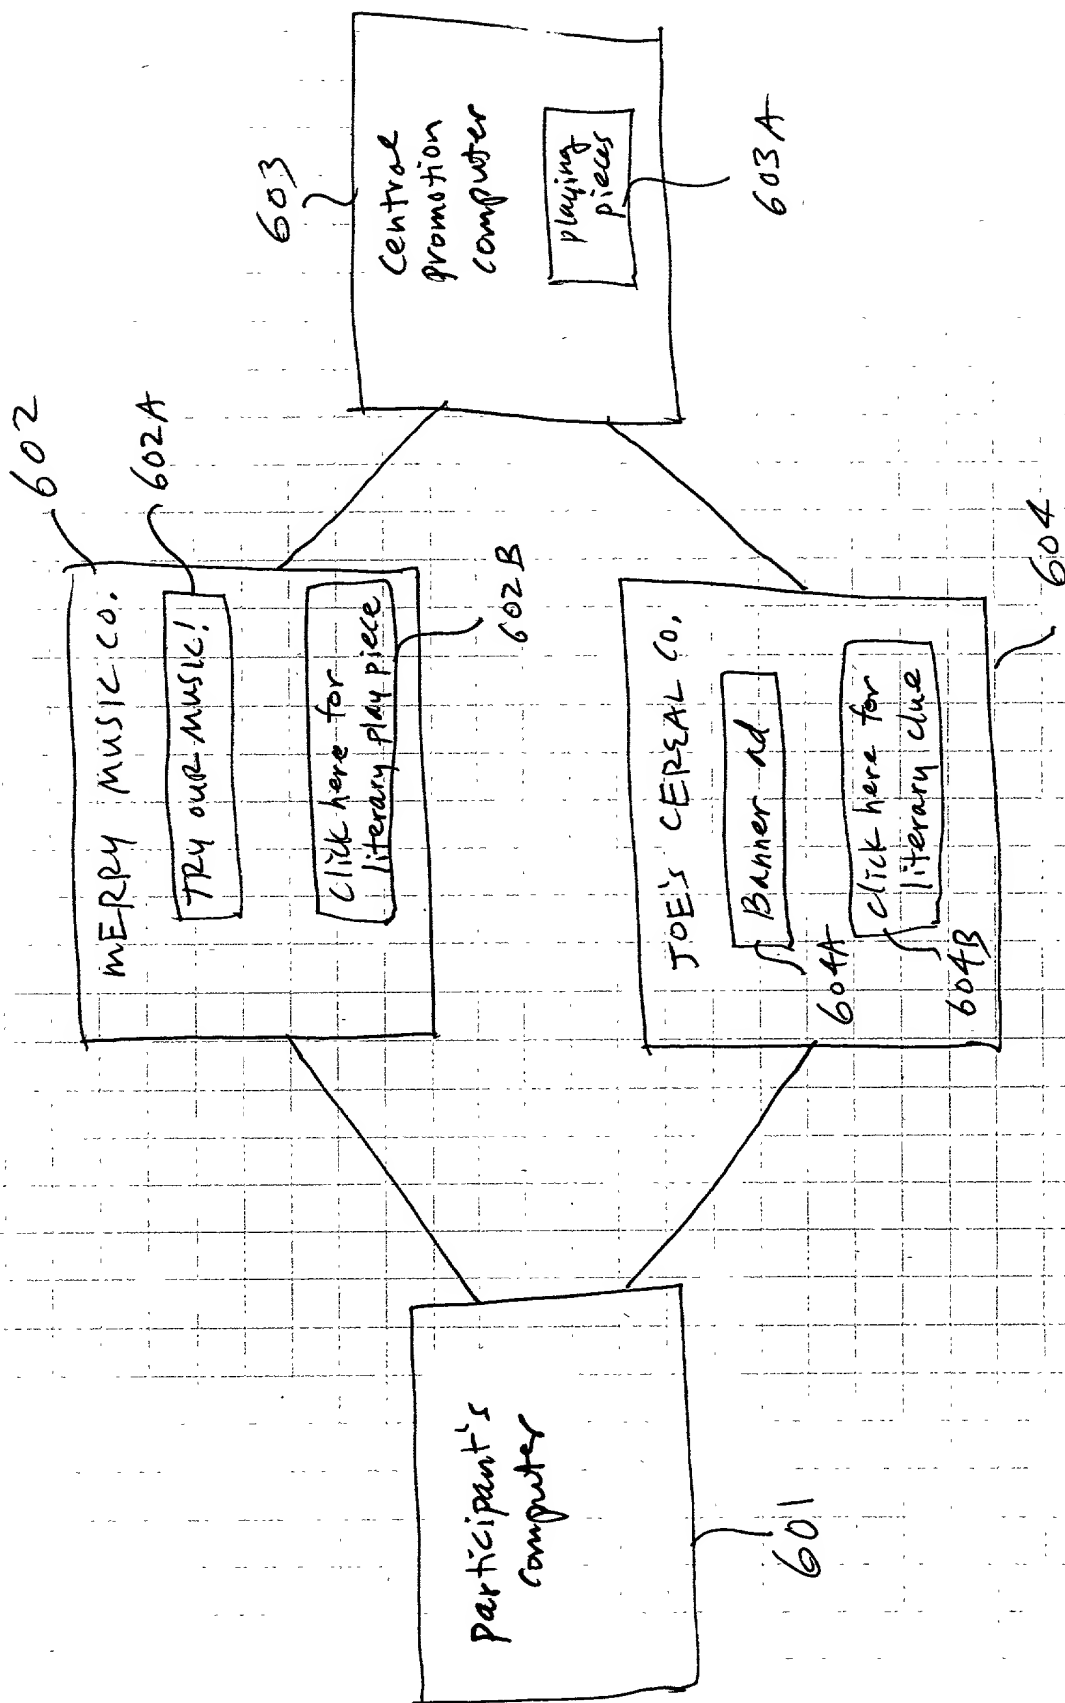 602
MERRY MUSIC CO.
602A
TRY OUR MUSIC!
Click here for
literary play piece
602B
603
Central
promotion
computer
playing
pieces
603A
participant's
computer
601
JOE'S CEREAL CO.
Banner ad
604A
click here for
literary clue
604B
604